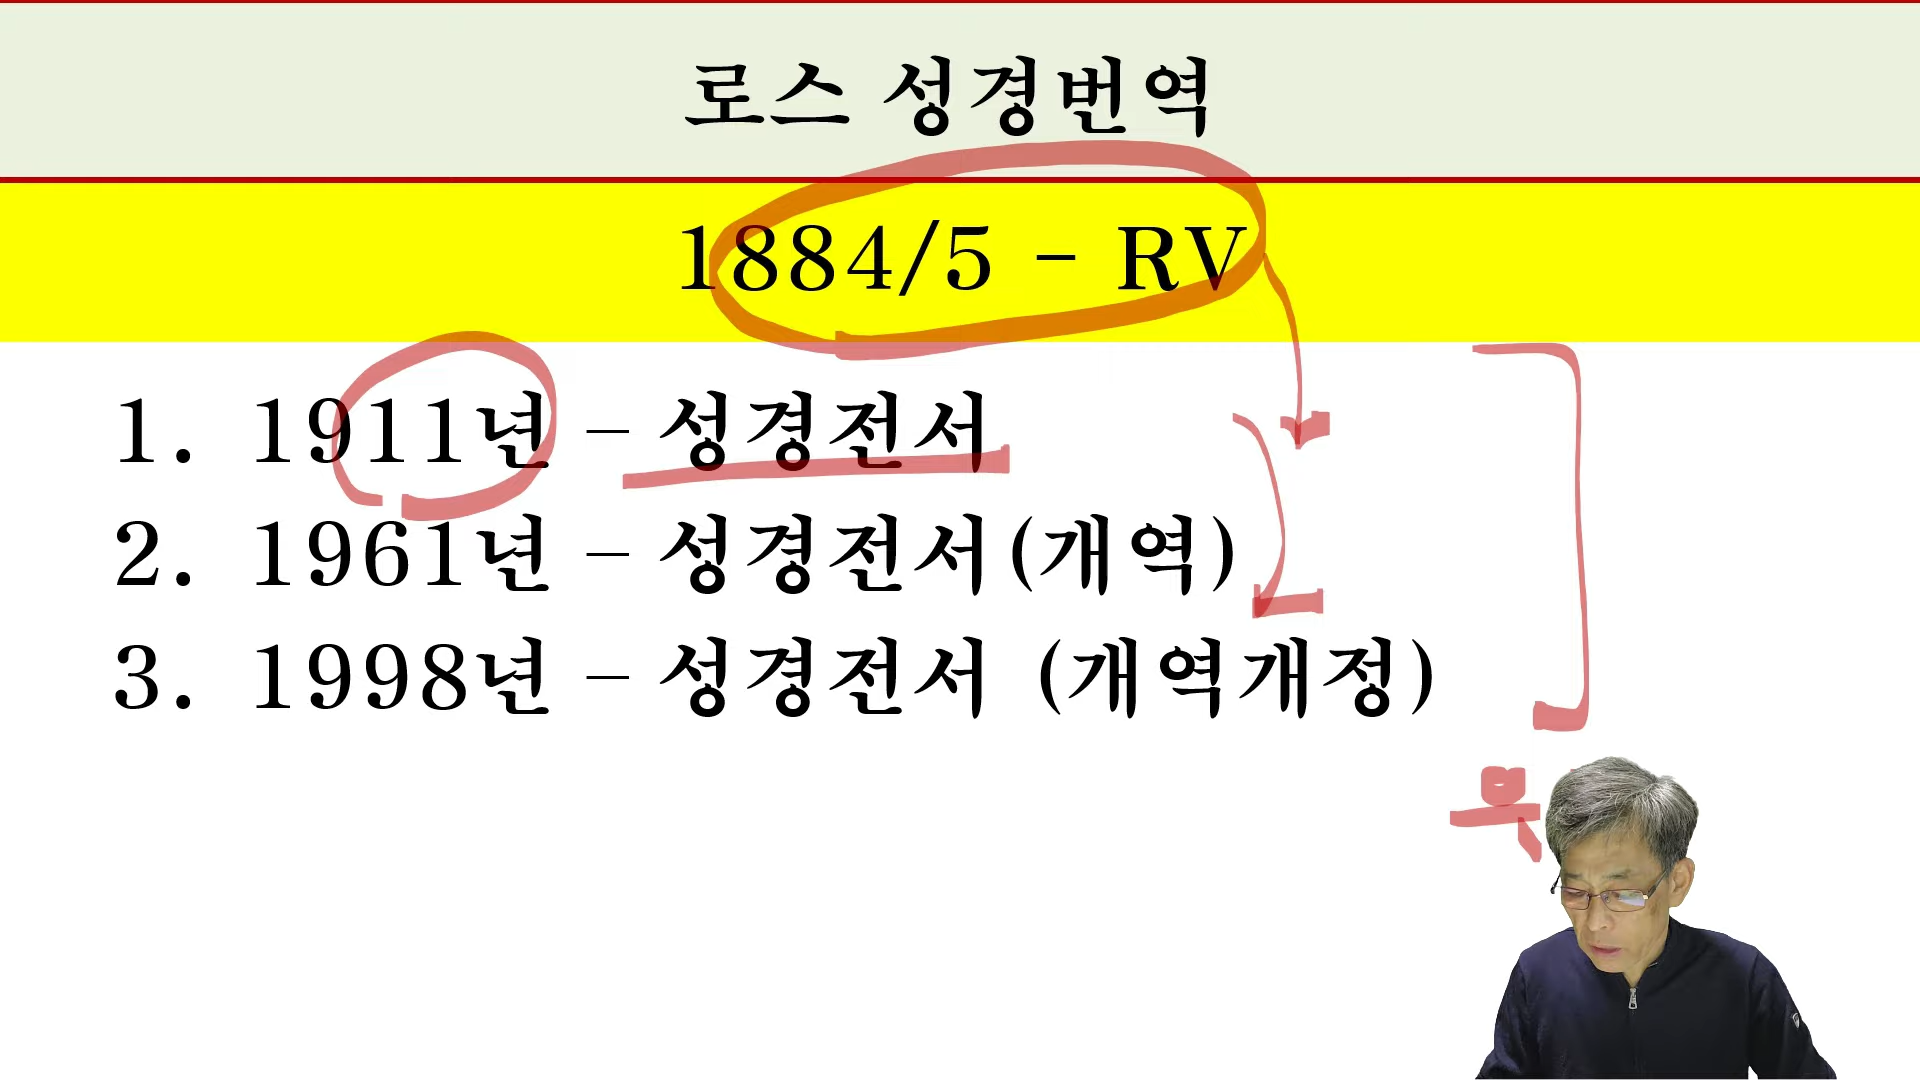 로스 성경번역
1884/5 - RV
1. 1911년 – 성경전서
2. 1961년 – 성경전서(개역)
3. 1998년 – 성경전서 (개역개정)